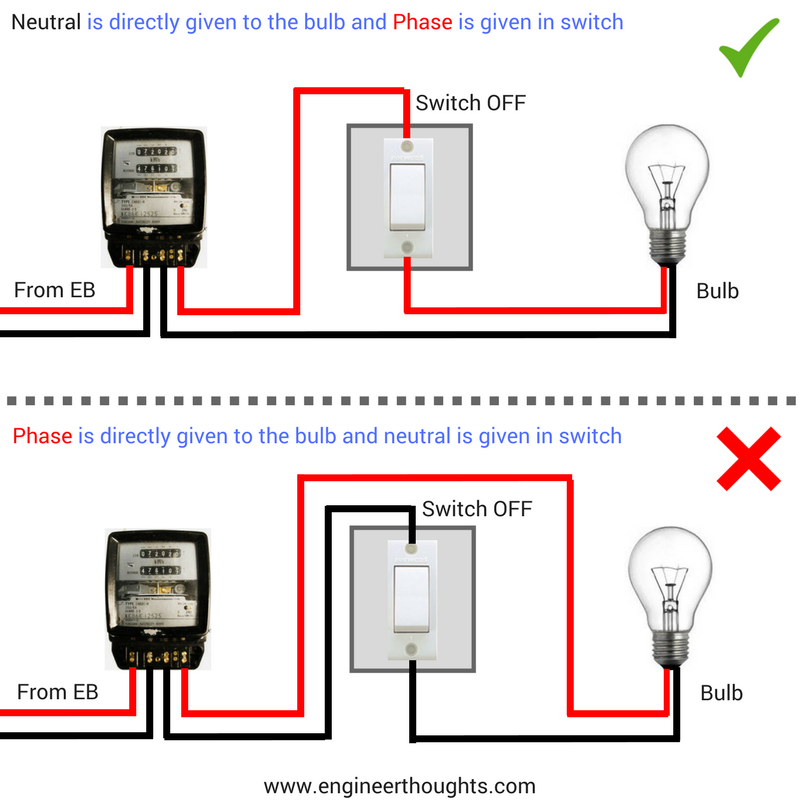 Neutral is directly given to the bulb and Phase is given in switch
Switch OFF
From EB
Bulb
Phase is directly given to the bulb and neutral is given in switch
Switch OFF
From EB
Bulb
www.engineerthoughts.com